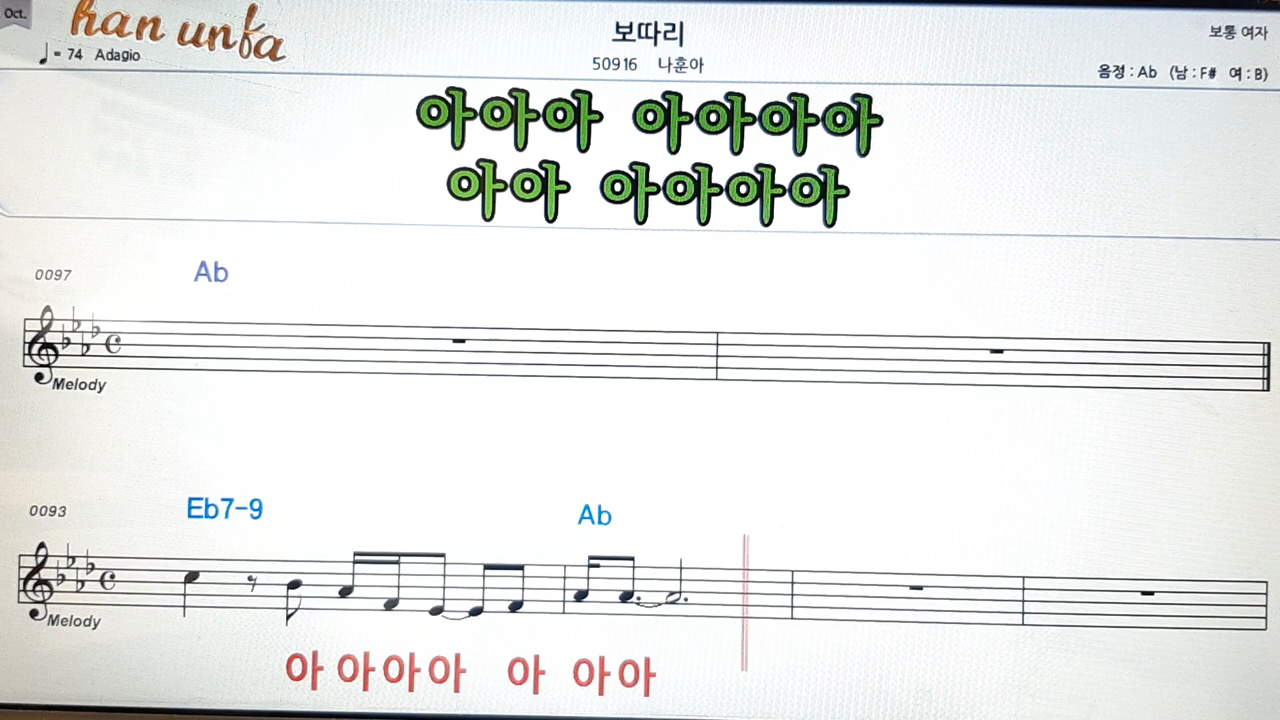 Oct.
han unfa
♩= 74 Adagio
보따리
50916 나훈아
보통 여자
음정 : Ab (남 : F# 여 : B)
아아아 아아아아
아아 아아아아
0097
Ab
Melody
0093
Eb7-9
Ab
Melody
아 아아아 아 아아